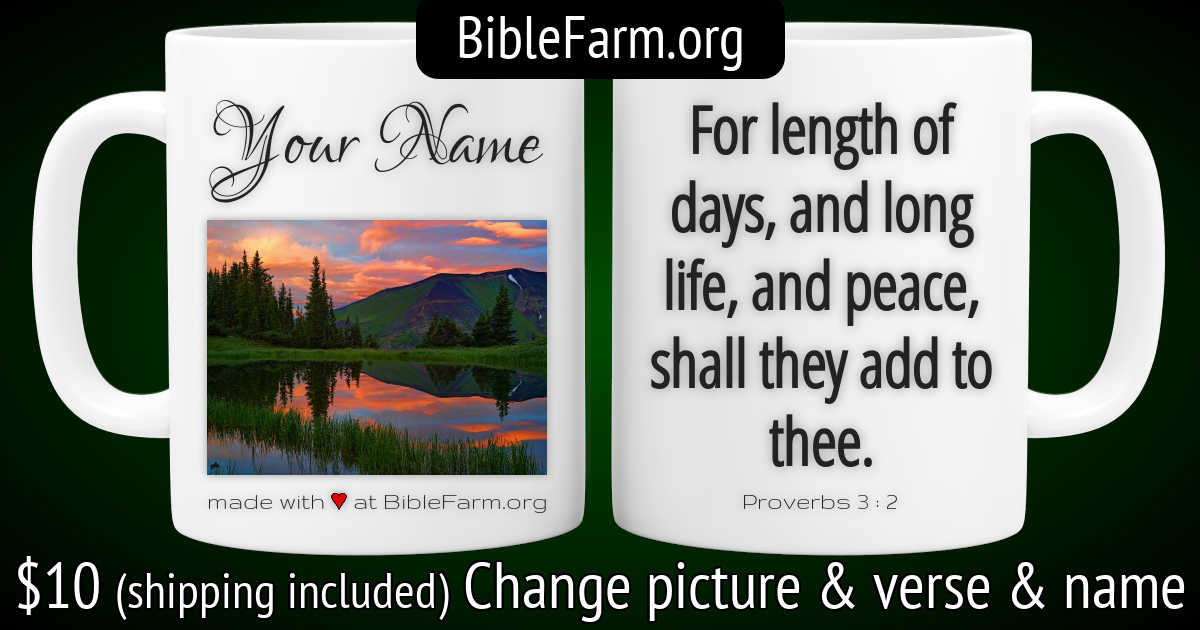 BibleFarm.org
Your Name
made with ♥ at BibleFarm.org
For length of
days, and long
life, and peace,
shall they add to
thee.
Proverbs 3 : 2
$10 (shipping included) Change picture & verse & name